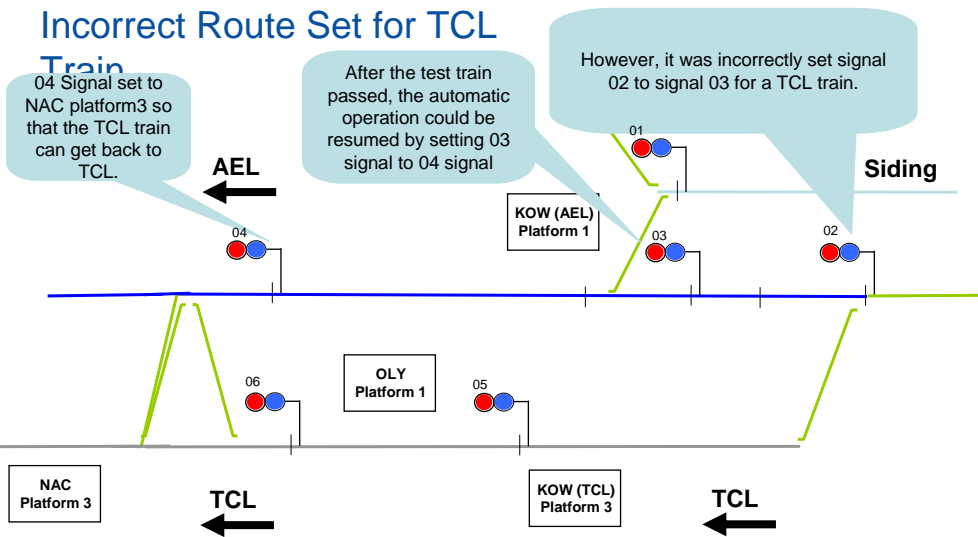 Incorrect Route Set for TCL
Train
04 Signal set to
NAC platform3 so
that the TCL train
can get back to
TCL.
After the test train
passed, the automatic
operation could be
resumed by setting 03
signal to 04 signal
However, it was incorrectly set signal
02 to signal 03 for a TCL train.
01
Siding
AEL
KOW (AEL)
Platform 1
04
03
02
OLY
Platform 1
06
05
NAC
Platform 3
TCL
KOW (TCL)
Platform 3
TCL